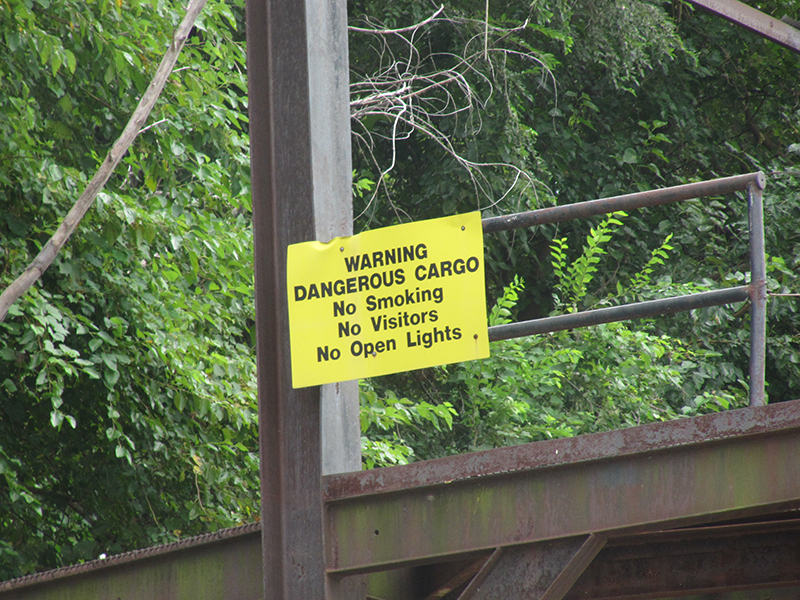 WARNING
DANGEROUS CARGO
No Smoking
No Visitors
No Open Lights